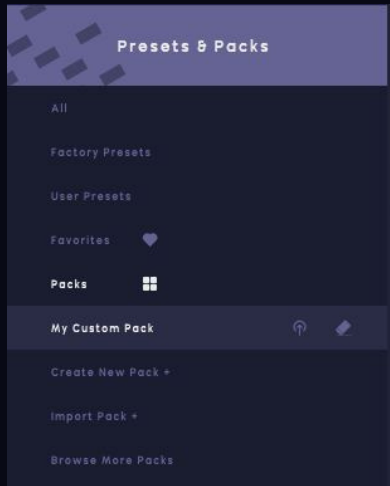 Presets & Packs
All
Factory Presets
User Presets
Favorites
Packs
My Custom Pack
Create New Pack +
Import Pack +
Browse More Packs